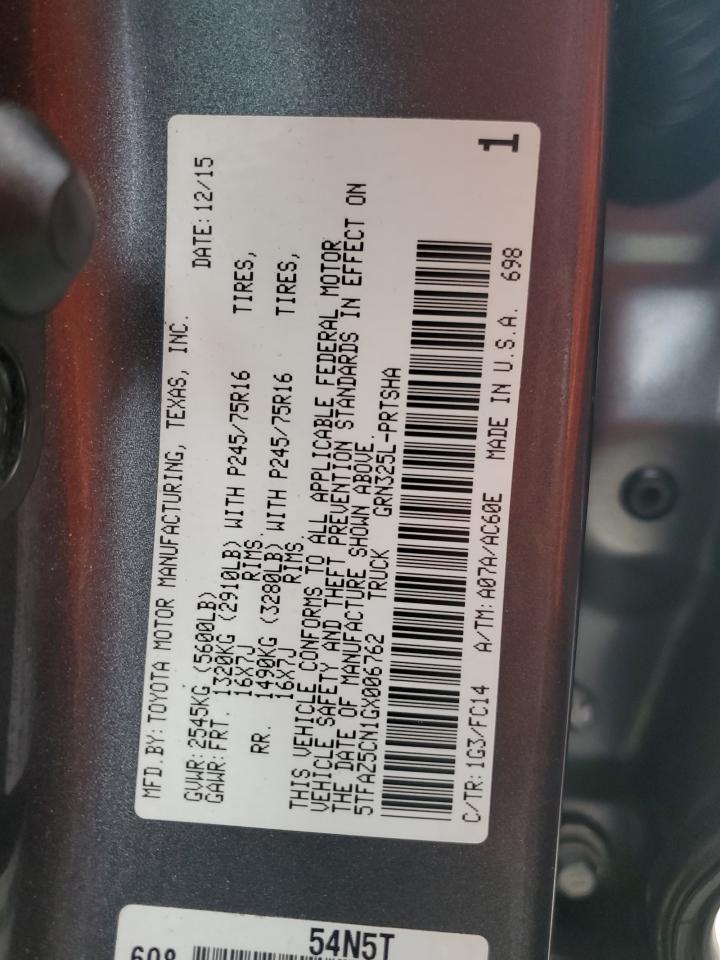 MFD.BY:TOYOTA MOTOR MANUFACTURING, TEXAS, INC.
GVWR:2545KG (5600LB) DATE:12/15
GAWR:FRT. 1320KG (2910LB) WITH P245/75R16 TIRES,
16X7J RIMS.
RR. 1490KG (3280LB) WITH P245/75R16 TIRES,
16X7J RIMS.
THIS VEHICLE CONFORMS TO ALL APPLICABLE FEDERAL MOTOR
VEHICLE SAFETY AND THEFT PREVENTION STANDARDS IN EFFECT ON
THE DATE OF MANUFACTURE SHOWN ABOVE.
5TFAZ5CN1GX006762 TRUCK GRN325L-PRTSHA
C/TR:1G3/FC14 A/TM:A07A/AC60E MADE IN U.S.A. 698
1
54N5T
608